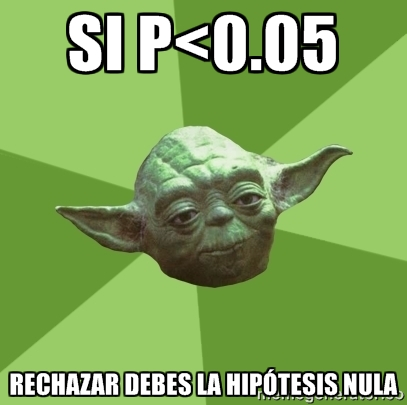 SI P<0.05
RECHAZAR DEBES LA HIPÓTESIS NULA